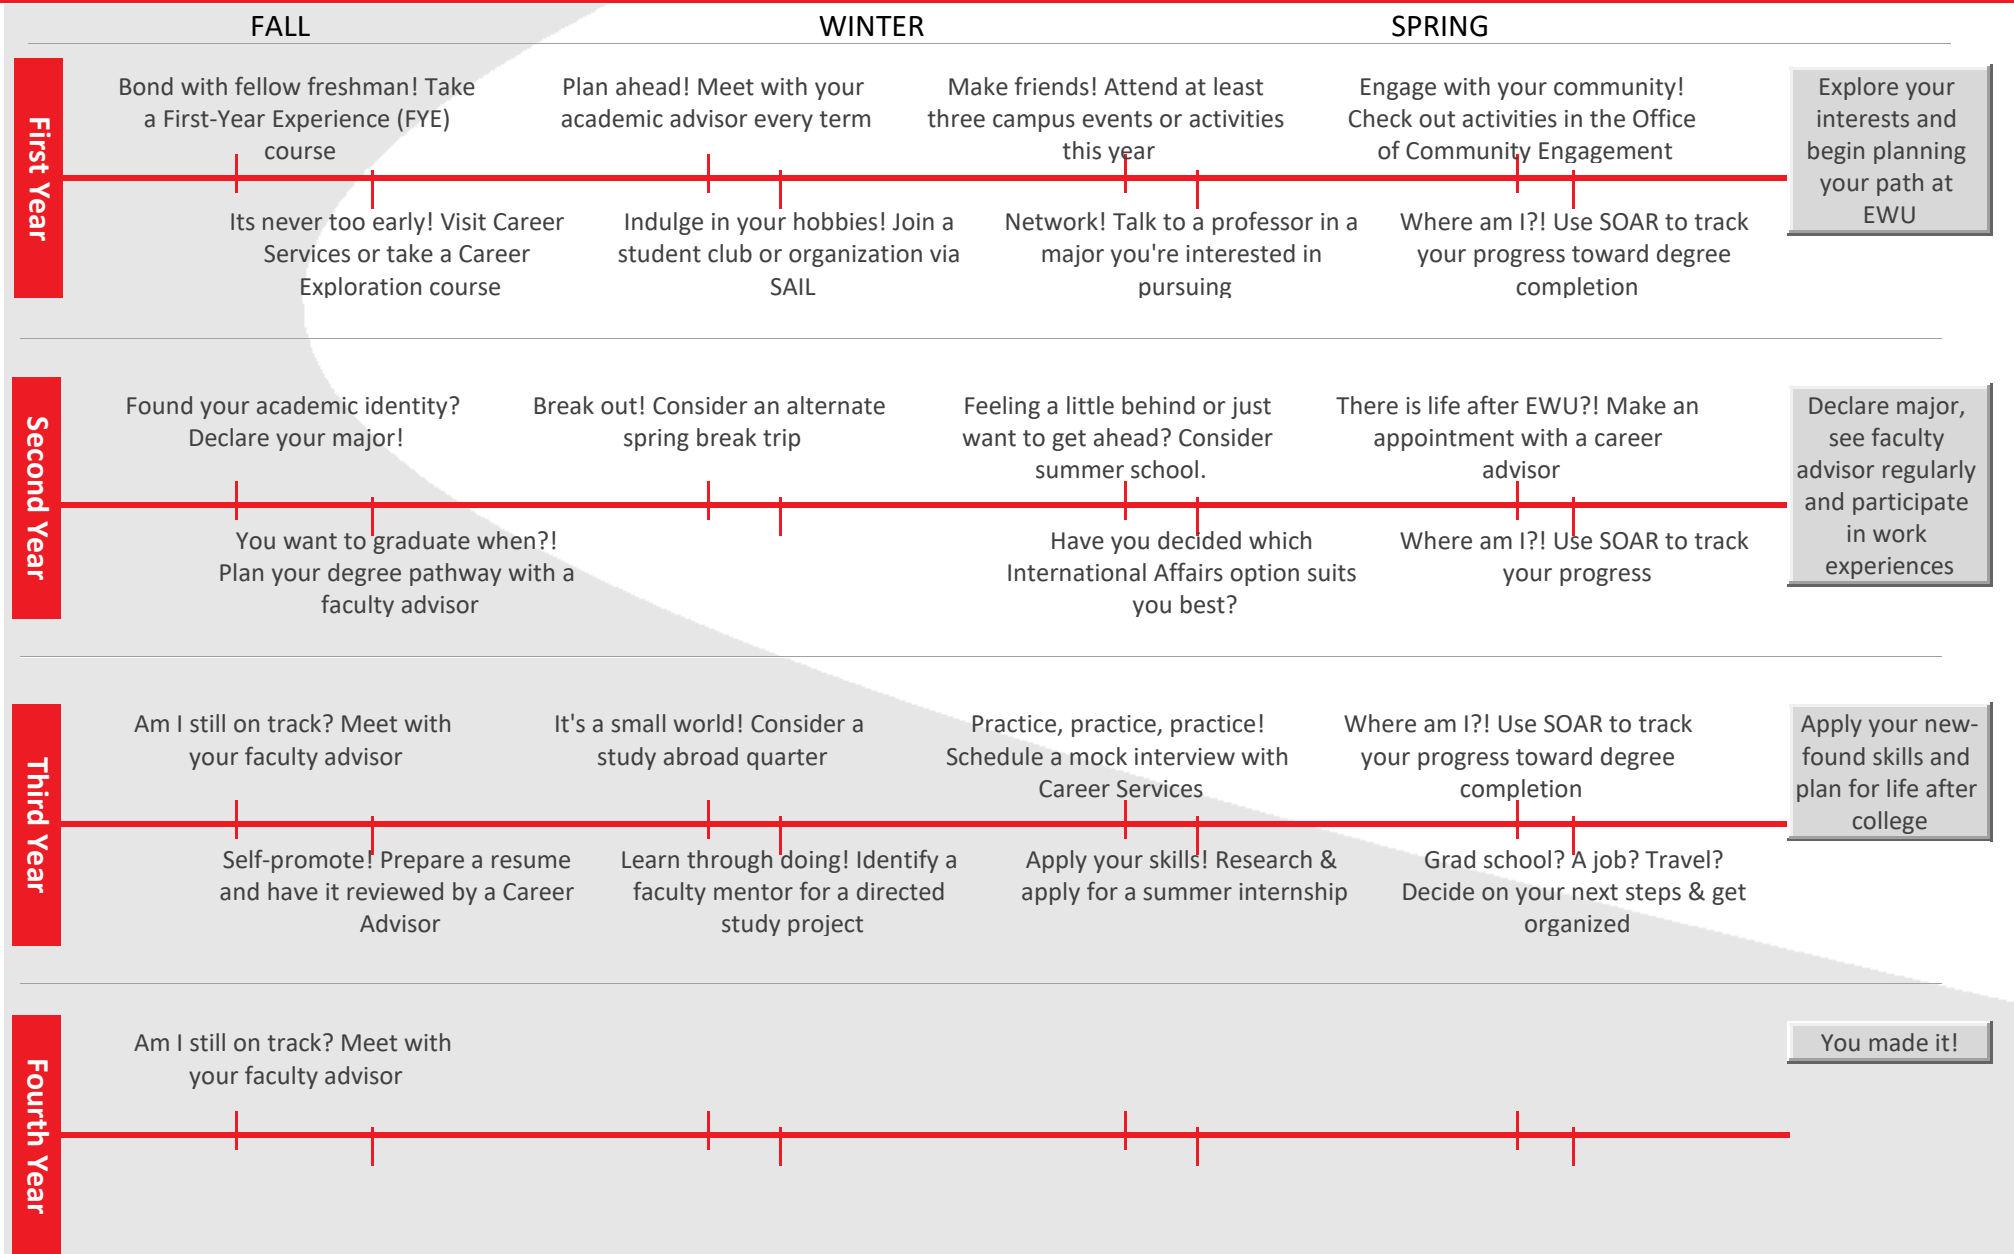 FALL
WINTER
SPRING
First Year
Bond with fellow freshman! Take
a First-Year Experience (FYE)
course
Plan ahead! Meet with your
academic advisor every term
Make friends! Attend at least
three campus events or activities
this year
Engage with your community!
Check out activities in the Office
of Community Engagement
Its never too early! Visit Career
Services or take a Career
Exploration course
Indulge in your hobbies! Join a
student club or organization via
SAIL
Network! Talk to a professor in a
major you're interested in
pursuing
Where am I?! Use SOAR to track
your progress toward degree
completion
Explore your
interests and
begin planning
your path at
EWU
Second Year
Found your academic identity?
Declare your major!
Break out! Consider an alternate
spring break trip
Feeling a little behind or just
want to get ahead? Consider
summer school.
There is life after EWU?! Make an
appointment with a career
advisor
You want to graduate when?!
Plan your degree pathway with a
faculty advisor
Have you decided which
International Affairs option suits
you best?
Where am I?! Use SOAR to track
your progress
Declare major,
see faculty
advisor regularly
and participate
in work
experiences
Third Year
Am I still on track? Meet with
your faculty advisor
It's a small world! Consider a
study abroad quarter
Practice, practice, practice!
Schedule a mock interview with
Career Services
Where am I?! Use SOAR to track
your progress toward degree
completion
Self-promote! Prepare a resume
and have it reviewed by a Career
Advisor
Learn through doing! Identify a
faculty mentor for a directed
study project
Apply your skills! Research &
apply for a summer internship
Grad school? A job? Travel?
Decide on your next steps & get
organized
Apply your new-
found skills and
plan for life after
college
Fourth Year
Am I still on track? Meet with
your faculty advisor
You made it!